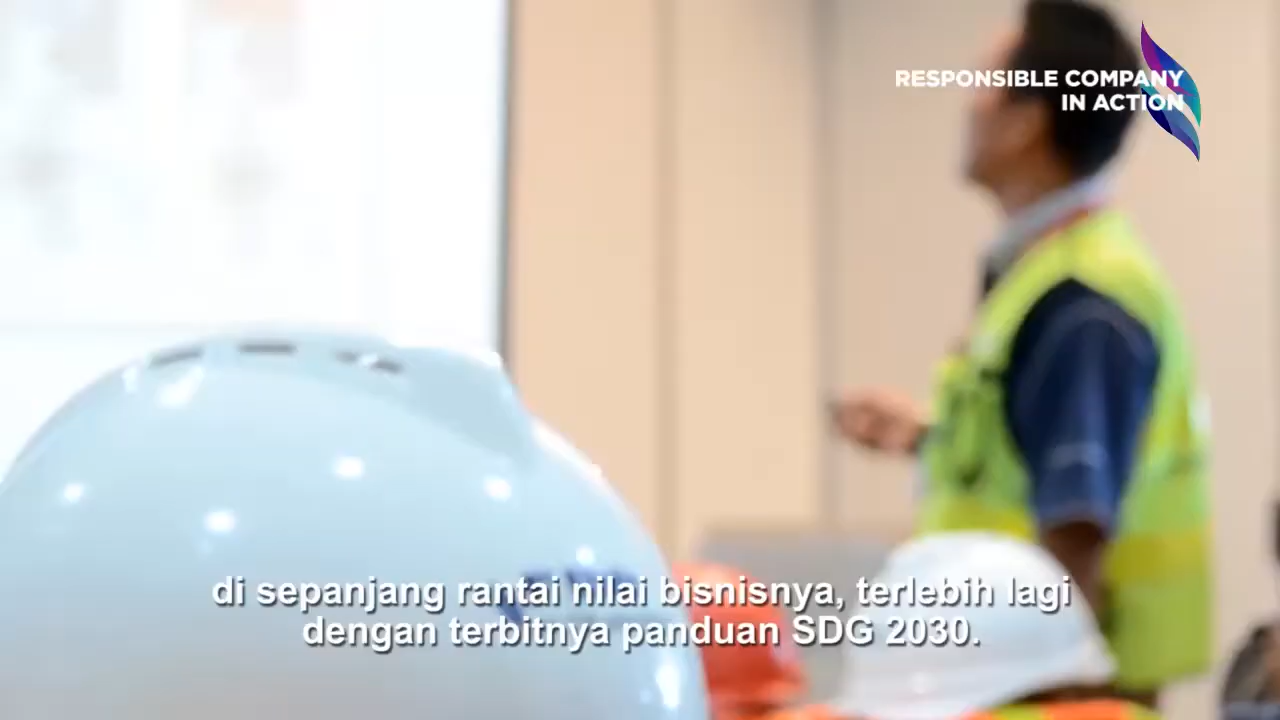 RESPONSIBLE COMPANY
IN ACTION
di sepanjang rantai nilai bisnisnya, terlebih lagi
dengan terbitnya panduan SDG 2030.